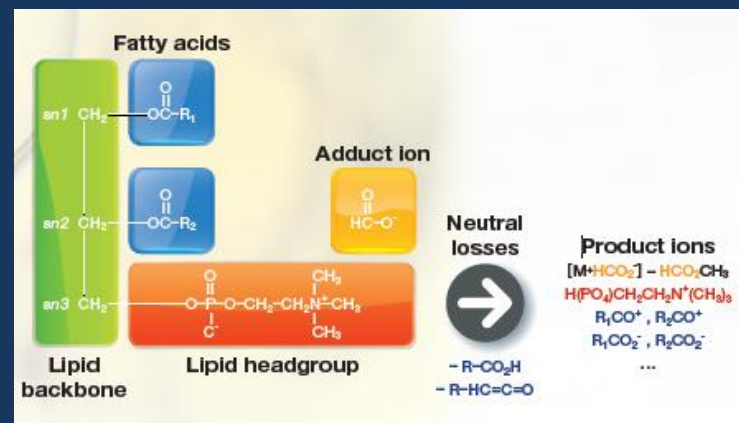 Fatty acids
O
sn1 CH₂ OC–R₁
Adduct ion
O
HC–O⁻
O
sn2 CH₂ OC–R₂
Neutral losses
Product ions
[M+HCO₂⁻] – HCO₂CH₃
H(PO₄)CH₂CH₂N⁺(CH₃)₃
R₁CO⁺ , R₂CO⁺
R₁CO₂⁻ , R₂CO₂⁻
...
O CH₃
sn3 CH₂ O–P–O–CH₂–CH₂N⁺–CH₃
C⁻ CH₃
Lipid backbone
Lipid headgroup
– R–CO₂H
– R–HC=C=O